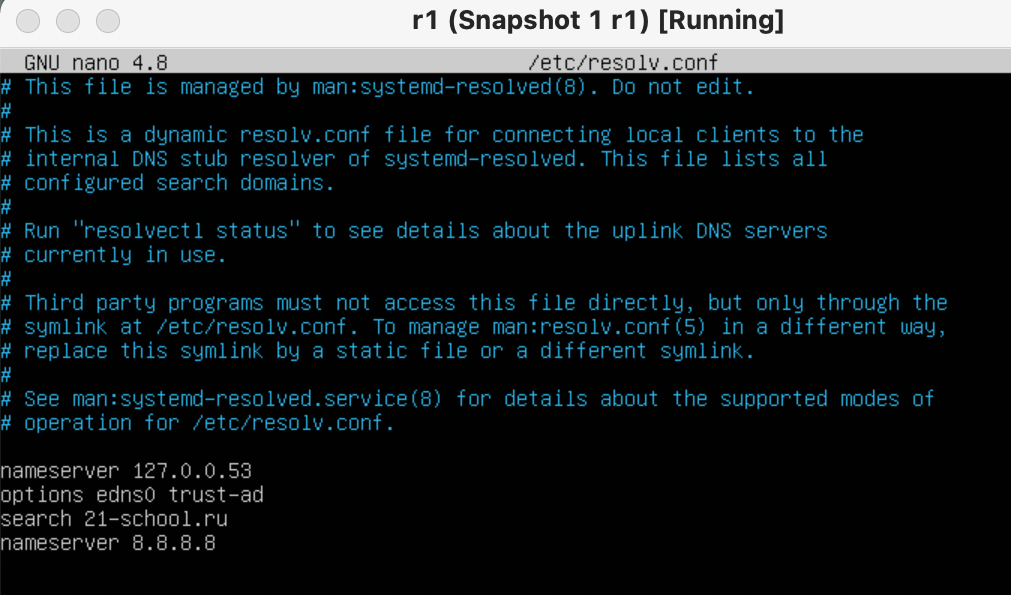 r1 (Snapshot 1 r1) [Running]
GNU nano 4.8 /etc/resolv.conf
# This file is managed by man:systemd-resolved(8). Do not edit.
#
# This is a dynamic resolv.conf file for connecting local clients to the
# internal DNS stub resolver of systemd-resolved. This file lists all
# configured search domains.
#
# Run "resolvectl status" to see details about the uplink DNS servers
# currently in use.
#
# Third party programs must not access this file directly, but only through the
# symlink at /etc/resolv.conf. To manage man:resolv.conf(5) in a different way,
# replace this symlink by a static file or a different symlink.
#
# See man:systemd-resolved.service(8) for details about the supported modes of
# operation for /etc/resolv.conf.
nameserver 127.0.0.53
options edns0 trust-ad
search 21-school.ru
nameserver 8.8.8.8